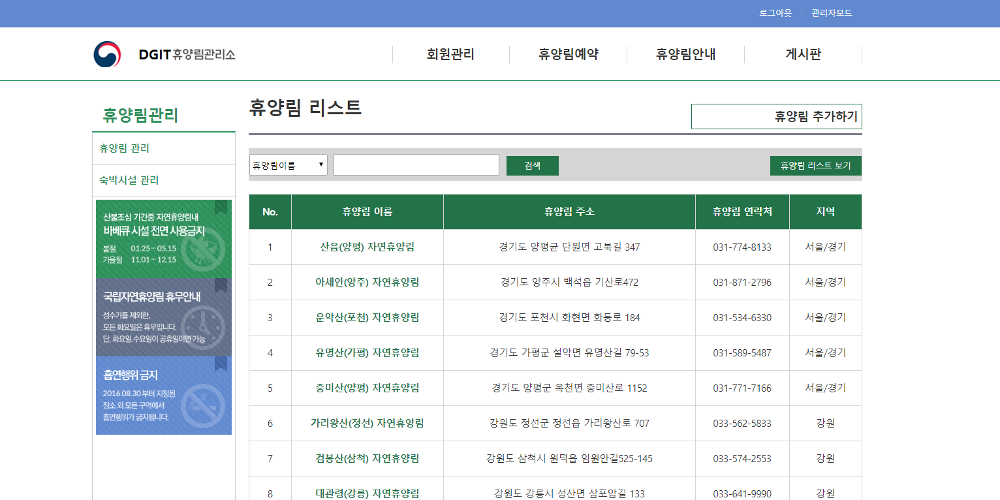 로그아웃 관리자모드
DGIT 휴양림관리소 회원관리 휴양림예약 휴양림안내 게시판
휴양림관리
휴양림 관리
숙박시설 관리
산불조심 기간중 자연휴양림내
바베큐 시설 전면 사용금지
봄철 01.25 ··· 05.15
가을철 11.01 ··· 12.15
국립자연휴양림 휴무안내
성수기를 제외한,
모든 화요일은 휴무입니다.
단, 화요일.수요일이 공휴일이면 가능
흡연행위 금지
2016.08.30 부터 지정된
장소 외 모든 구역에서
흡연행위가 금지됩니다.
휴양림 리스트
휴양림 추가하기
휴양림이름 검색 휴양림 리스트 보기
No. 휴양림 이름 휴양림 주소 휴양림 연락처 지역
1 산음(양평) 자연휴양림 경기도 양평균 단원면 고북길 347 031-774-8133 서울/경기
2 아세안(양주) 자연휴양림 경기도 양주시 백석읍 기산로472 031-871-2796 서울/경기
3 운악산(포천) 자연휴양림 경기도 포천시 화현면 화동로 184 031-534-6330 서울/경기
4 유명산(가평) 자연휴양림 경기도 가평군 설악면 유명산길 79-53 031-589-5487 서울/경기
5 중미산(양평) 자연휴양림 경기도 양평군 옥천면 중미산로 1152 031-771-7166 서울/경기
6 가리왕산(정선) 자연휴양림 강원도 정선군 정선읍 가리왕산로 707 033-562-5833 강원
7 검봉산(삼척) 자연휴양림 강원도 삼척시 원덕읍 임원안길525-145 033-574-2553 강원
8 대관령(강릉) 자연휴양림 강원도 강릉시 성산면 삼포암길 133 033-641-9990 강원